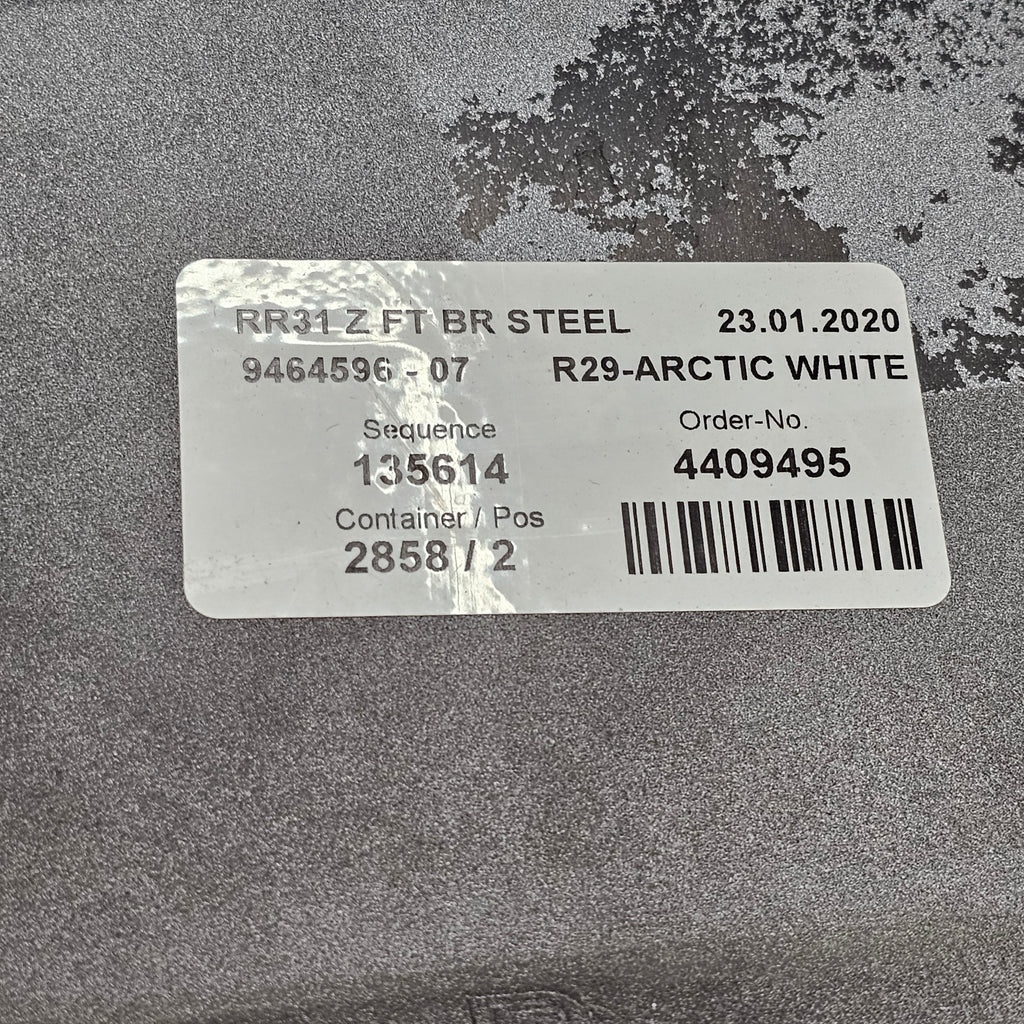 RR31 Z FT BR STEEL 23.01.2020
9464596 - 07 R29-ARCTIC WHITE
Sequence Order-No.
135614 4409495
Container / Pos
2858 / 2